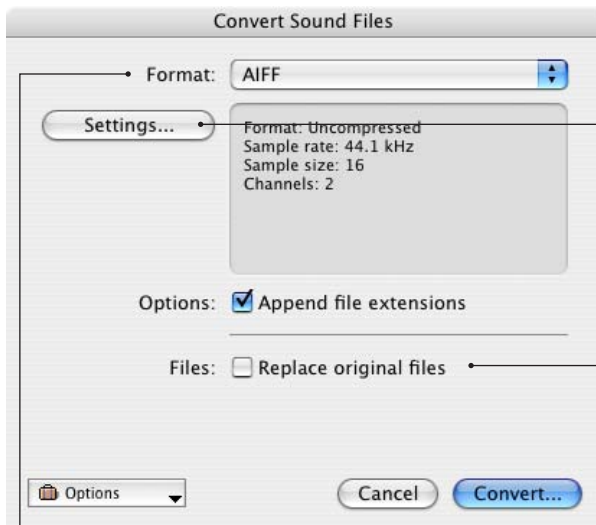 Convert Sound Files
Format: AIFF
Settings...
Format: Uncompressed
Sample rate: 44.1 kHz
Sample size: 16
Channels: 2
Options: Append file extensions
Files: Replace original files
Options Cancel Convert...